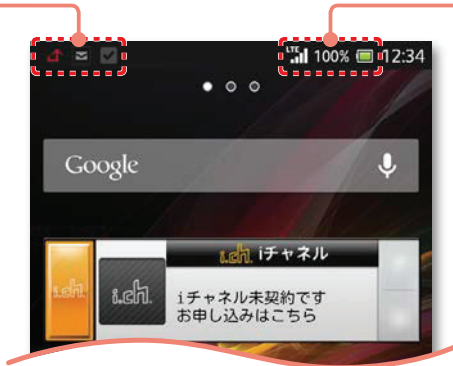 LTE 100% 12:34
Google
i.ch. iチャネル
i.ch. i.ch. iチャネル未契約です
お申し込みはこちら